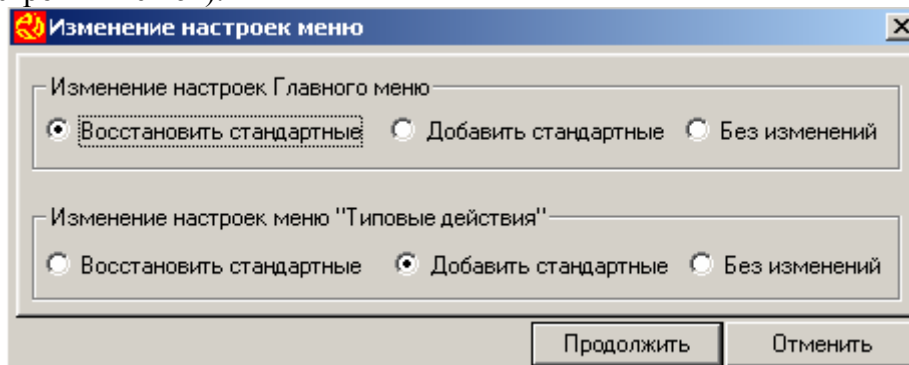 Изменение настроек меню
Изменение настроек Главного меню
Восстановить стандартные Добавить стандартные Без изменений
Изменение настроек меню "Типовые действия"
Восстановить стандартные Добавить стандартные Без изменений
Продолжить Отменить